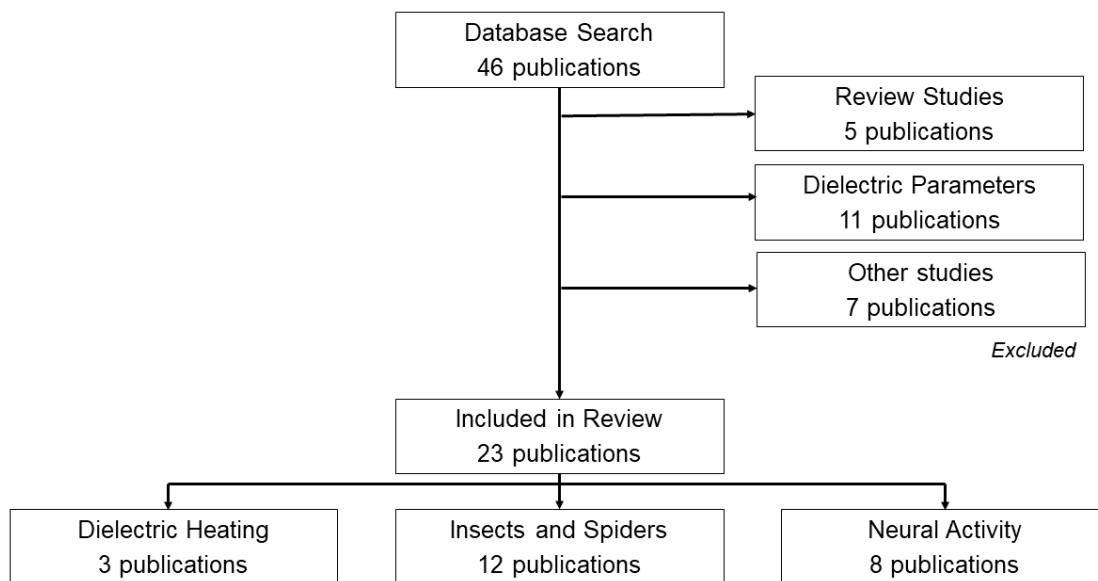 Database Search
46 publications
Review Studies
5 publications
Dielectric Parameters
11 publications
Other studies
7 publications
Excluded
Included in Review
23 publications
Dielectric Heating
3 publications
Insects and Spiders
12 publications
Neural Activity
8 publications